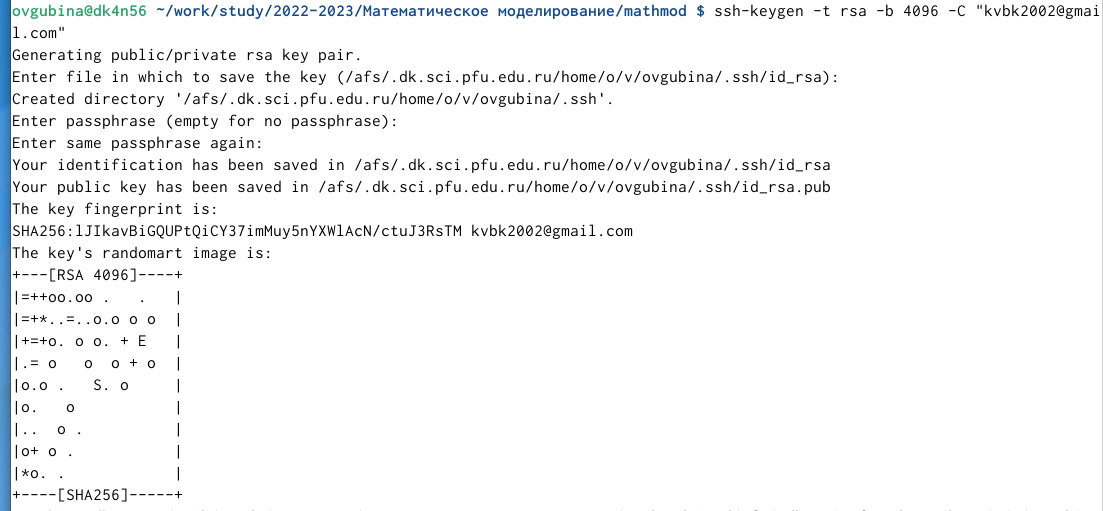 ovgubina@dk4n56 ~/work/study/2022-2023/Математическое моделирование/mathmod $ ssh-keygen -t rsa -b 4096 -C "kvbk2002@gmai
l.com"
Generating public/private rsa key pair.
Enter file in which to save the key (/afs/.dk.sci.pfu.edu.ru/home/o/v/ovgubina/.ssh/id_rsa):
Created directory '/afs/.dk.sci.pfu.edu.ru/home/o/v/ovgubina/.ssh'.
Enter passphrase (empty for no passphrase):
Enter same passphrase again:
Your identification has been saved in /afs/.dk.sci.pfu.edu.ru/home/o/v/ovgubina/.ssh/id_rsa
Your public key has been saved in /afs/.dk.sci.pfu.edu.ru/home/o/v/ovgubina/.ssh/id_rsa.pub
The key fingerprint is:
SHA256:lJIkavBiGQUPtQiCY37imMuy5nYXWlAcN/ctuJ3RsTM kvbk2002@gmail.com
The key's randomart image is:
+---[RSA 4096]----+
|=++oo.oo .   .   |
|=+*..=..o.o o o  |
|+=+o. o o. + E   |
|.= o   o  o + o  |
|o.o .   S. o     |
|o.   o           |
|..  o .          |
|o+ o .           |
|*o. .            |
+----[SHA256]-----+